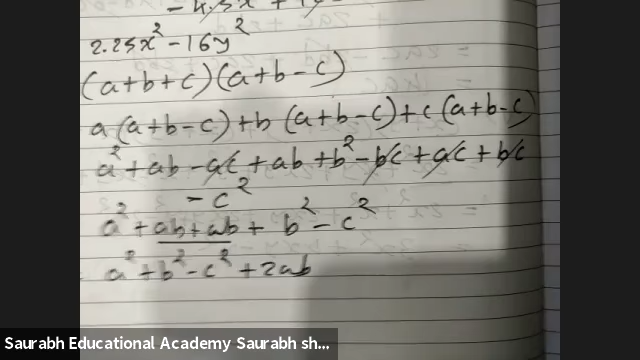 2.25x² - 16y²
(a+b+c)(a+b-c)
a(a+b-c)+b(a+b-c)+c(a+b-c)
a²+ab-ac+ab+b²-bc+ac+bc
-c²
a²+ab+ab+b²-c²
a²+b²-c²+2ab
Saurabh Educational Academy Saurabh sh...